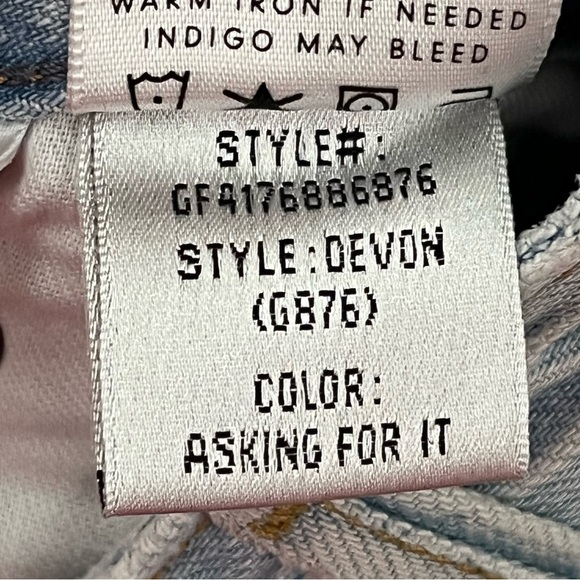 WARM IRON IF NEEDED
INDIGO MAY BLEED
STYLE#:
GF4176886876
STYLE:DEVON
(G876)
COLOR:
ASKING FOR IT